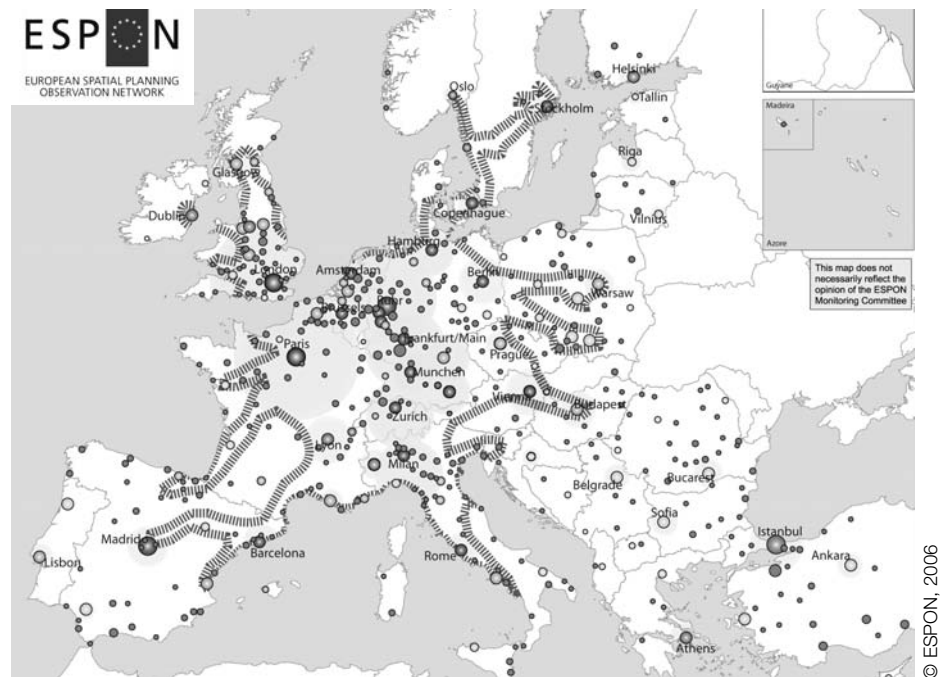 ESPON
EUROPEAN SPATIAL PLANNING
OBSERVATION NETWORK
Guyane
Madeira
Azore
This map does not
necessarily reflect the
opinion of the ESPON
Monitoring Committee
Helsinki
Oslo
Tallin
Stockholm
Riga
Glasgow
Vilnius
Dublin
Copenhague
Hamburg
London
Amsterdam
Berlin
Warsaw
Ruhr
Brussels
Paris
Frankfurt/Main
Prague
Munchen
Vienna
Budapest
Zurich
Lyon
Milan
Belgrade
Bucarest
Sofia
Istanbul
Madrid
Barcelona
Rome
Ankara
Lisbon
Athens
© ESPON, 2006